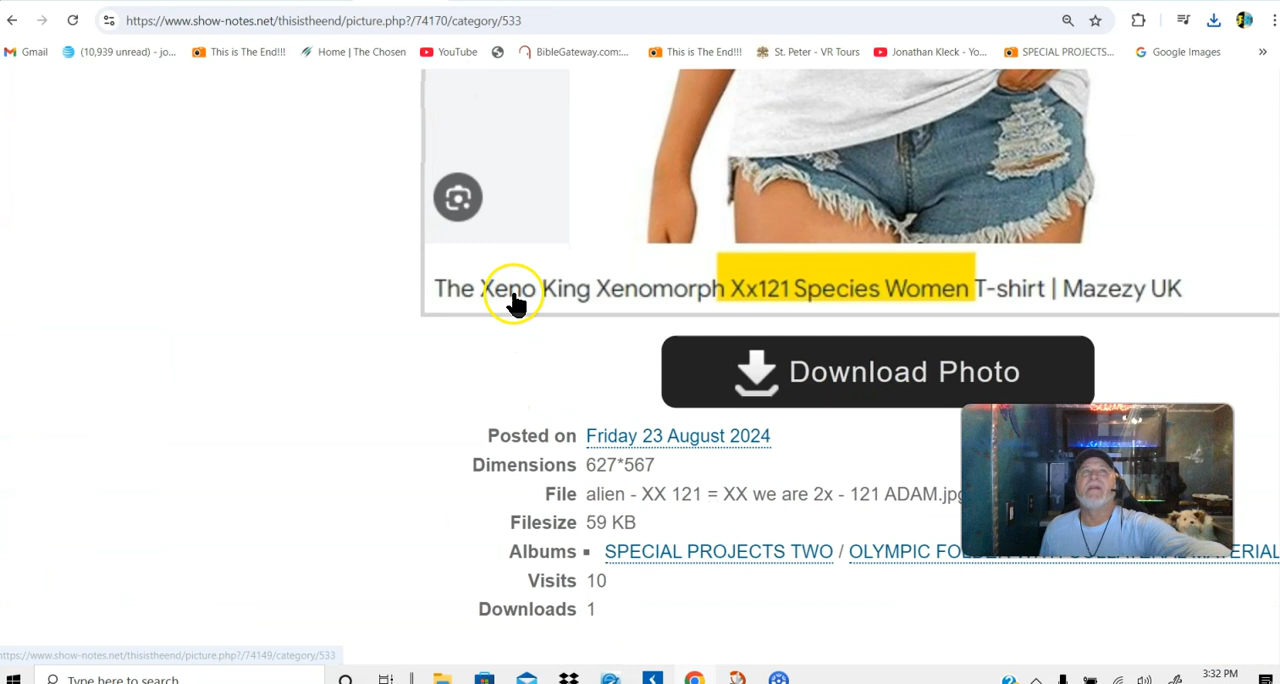 https://www.show-notes.net/thisistheend/picture.php?/74170/category/533
Gmail
(10,939 unread) - jo...
This is The End!!!
Home | The Chosen
YouTube
BibleGateway.com:...
This is The End!!!
St. Peter - VR Tours
Jonathan Kleck - Yo...
SPECIAL PROJECTS...
Google Images
»
The Xeno King Xenomorph Xx121 Species Women T-shirt | Mazezy UK
Download Photo
Posted on Friday 23 August 2024
Dimensions 627*567
File alien - XX 121 = XX we are 2x - 121 ADAM.jpg
Filesize 59 KB
Albums ▪ SPECIAL PROJECTS TWO / OLYMPIC
Visits 10
Downloads 1
https://www.show-notes.net/thisistheend/picture.php?/74149/category/533
Type here to search
3:32 PM